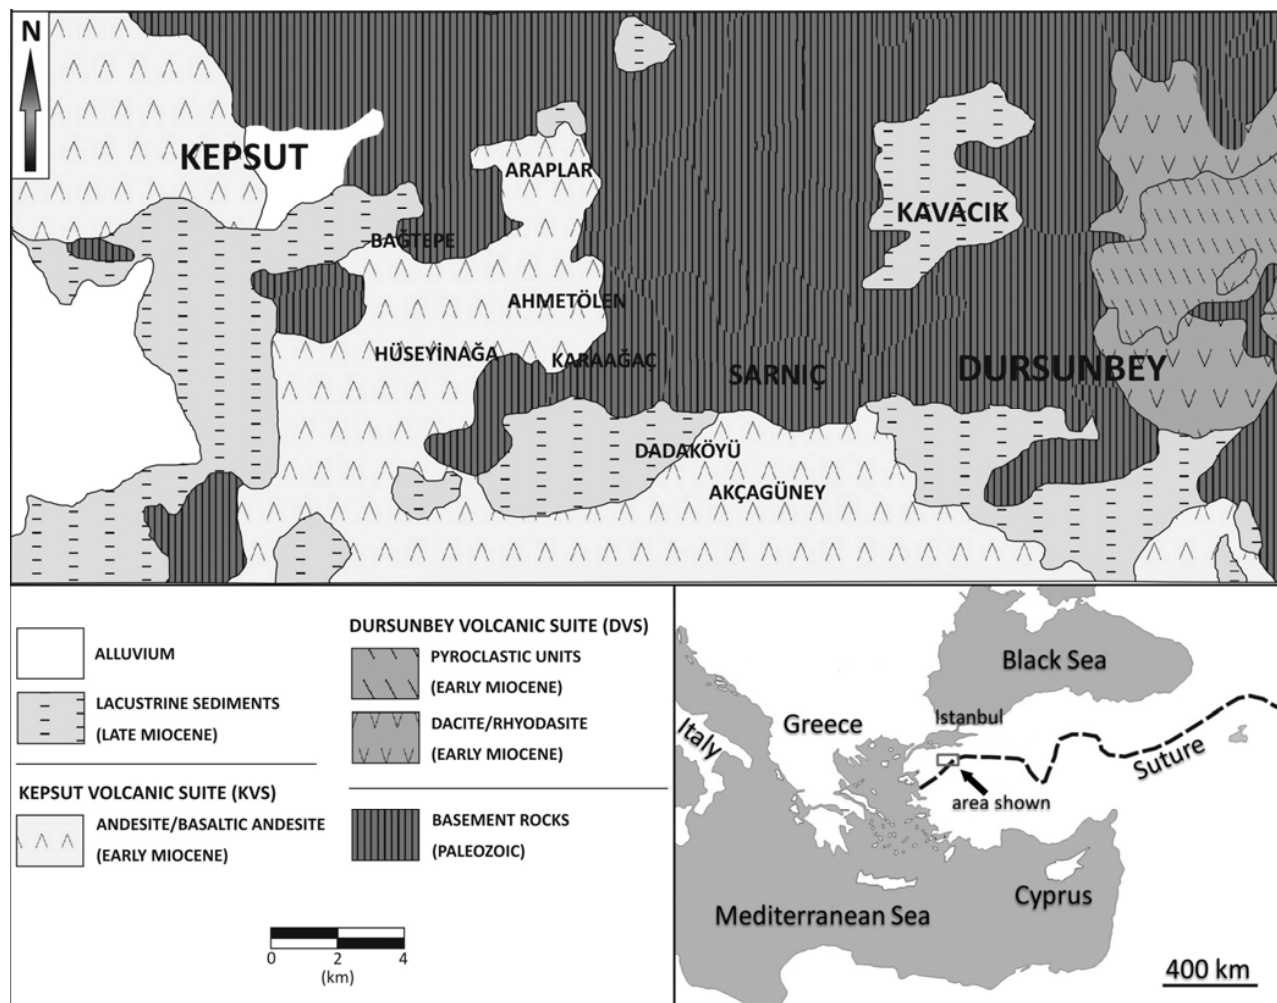 N
KEPSUT
ARAPLAR
KAVACIK
BAĞTEPE
AHMETÖLEN
HÜSEYİNAĞA
KARAAĞAÇ
SARNIÇ
DURSUNBEY
DADAKÖYÜ
AKÇAGÜNEY
ALLUVIUM
LACUSTRINE SEDIMENTS
(LATE MIOCENE)
KEPSUT VOLCANIC SUITE (KVS)
ANDESITE/BASALTIC ANDESITE
(EARLY MIOCENE)
DURSUNBEY VOLCANIC SUITE (DVS)
PYROCLASTIC UNITS
(EARLY MIOCENE)
DACITE/RHYODASITE
(EARLY MIOCENE)
BASEMENT ROCKS
(PALEOZOIC)
0 2 4
(km)
Black Sea
Istanbul
Greece
Italy
Suture
area shown
Cyprus
Mediterranean Sea
400 km